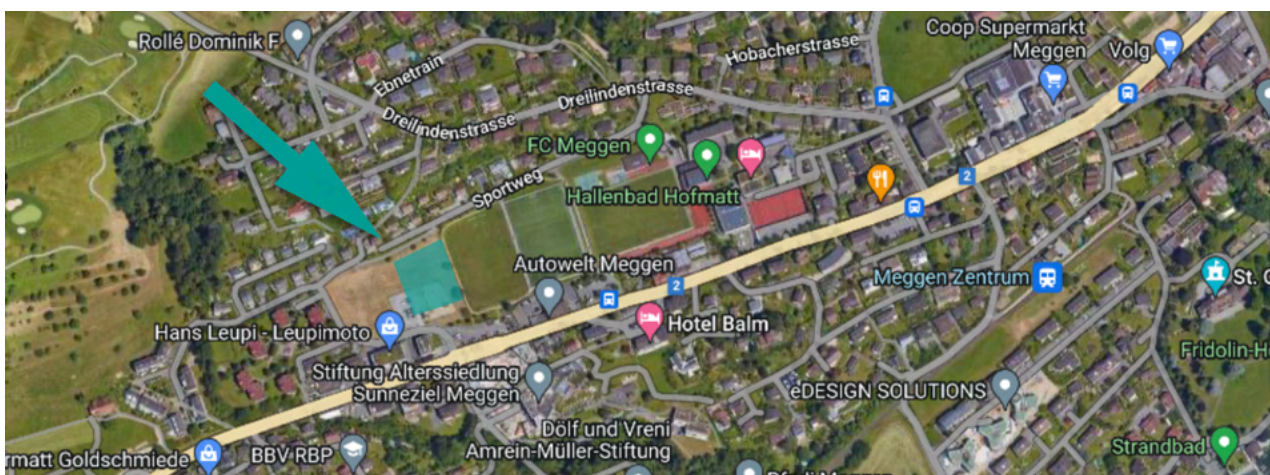 Rollé Dominik F
Ebnetrain
Hobacherstrasse
Coop Supermarkt
Meggen
Volg
Dreilindenstrasse
Dreilindenstrasse
FC Meggen
Sportweg
Hallenbad Hofmatt
2
Autowelt Meggen
2
Meggen Zentrum
St.
Hans Leupi - Leupimoto
Hotel Balm
Stiftung Alterssiedlung
Sunneziel Meggen
Fridolin-H
eDESIGN SOLUTIONS
Dölf und Vreni
Amrein-Müller-Stiftung
rmatt Goldschmiede
BBV RBP
Strandbad